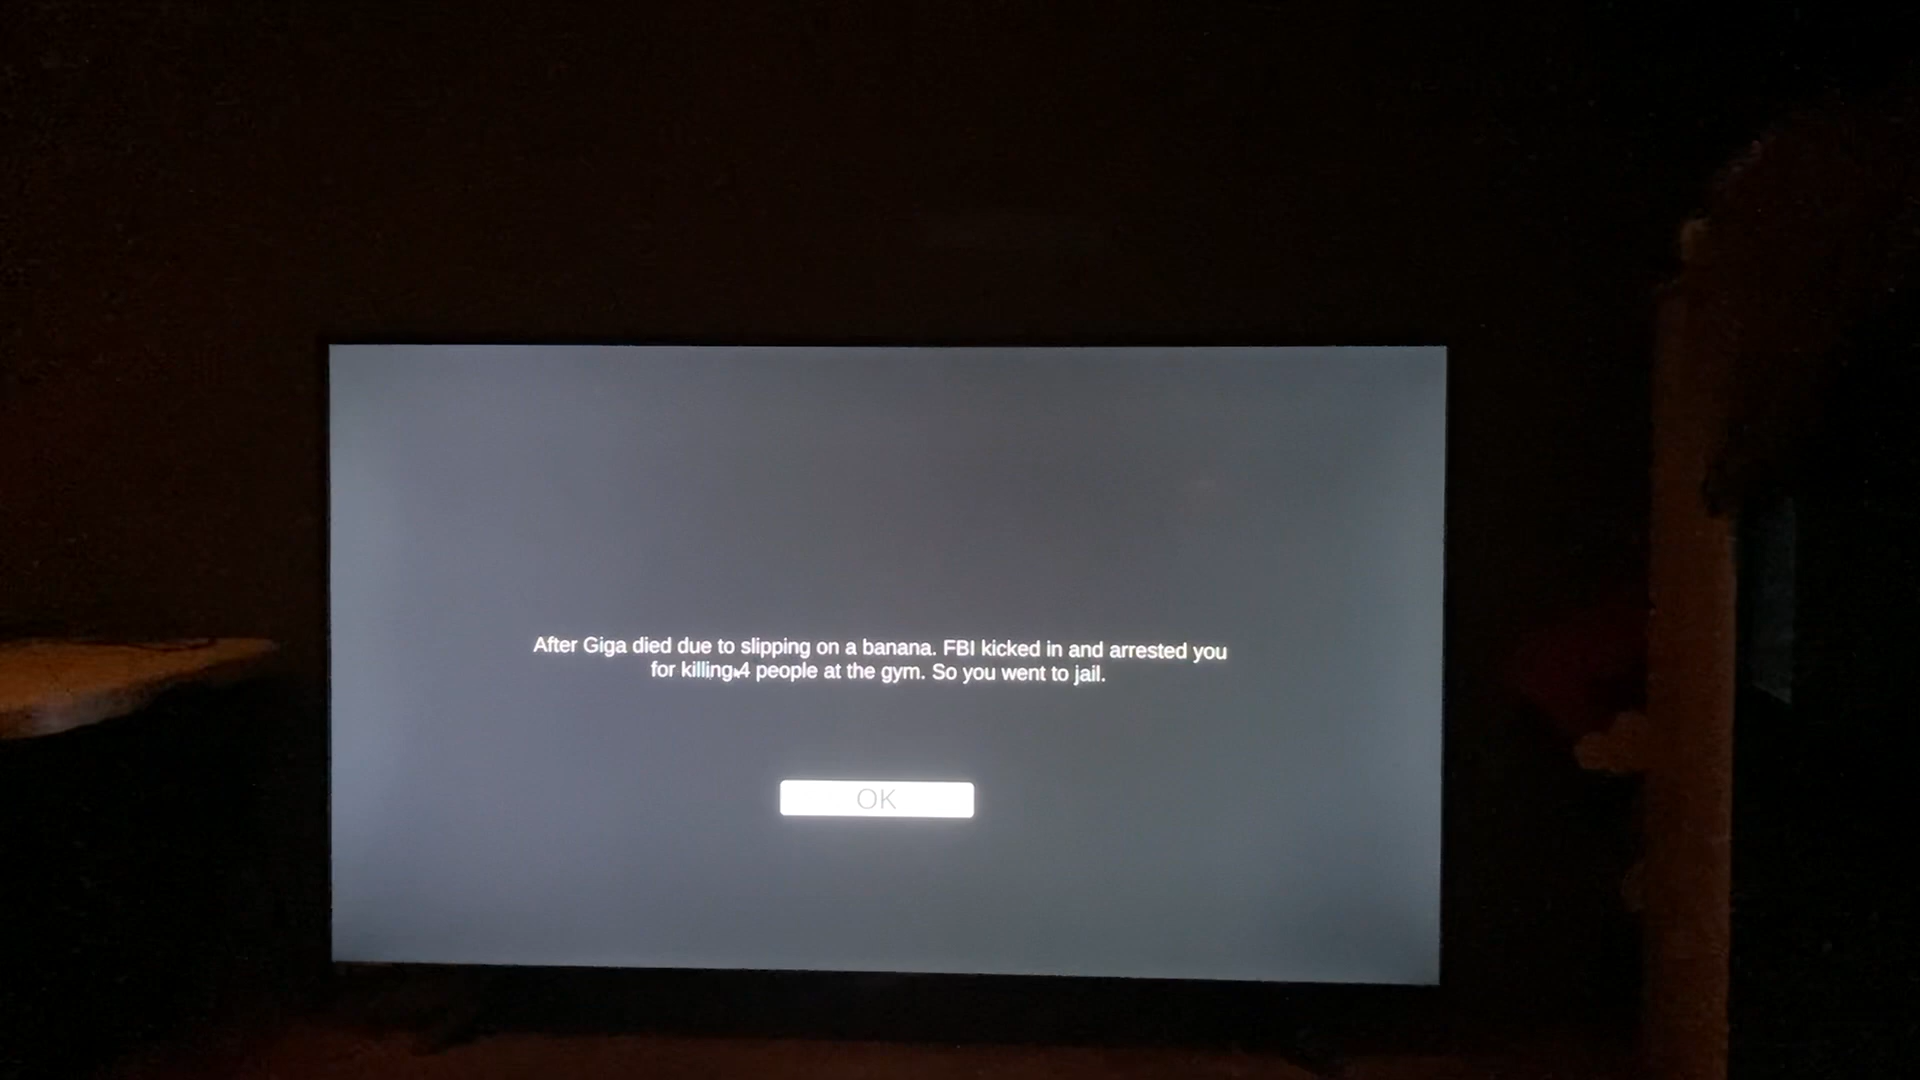 After Giga died due to slipping on a banana. FBI kicked in and arrested you
for killing 4 people at the gym. So you went to jail.
OK